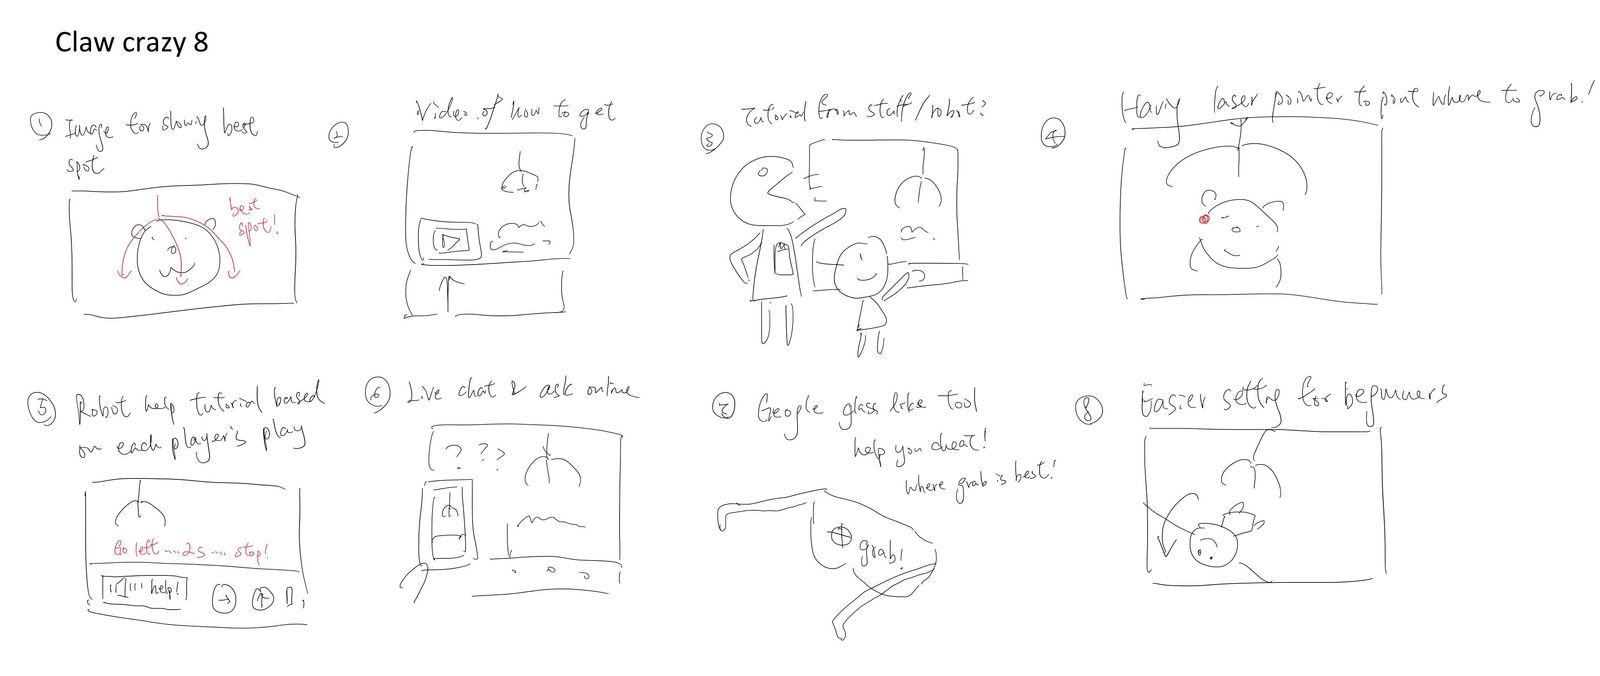 Claw crazy 8
① Image for showing best
spot
best
spot!
② Video of how to get
③ Tutorial from staff/robot?
④ Having laser pointer to point where to grab!
⑤ Robot help tutorial based
on each player's play
Go left ....2s .... stop!
help!
⑥ Live chat & ask online
? ? ?
⑦ Google glass like tool
help you cheat!
where grab is best!
grab!
⑧ Easier setting for beginners